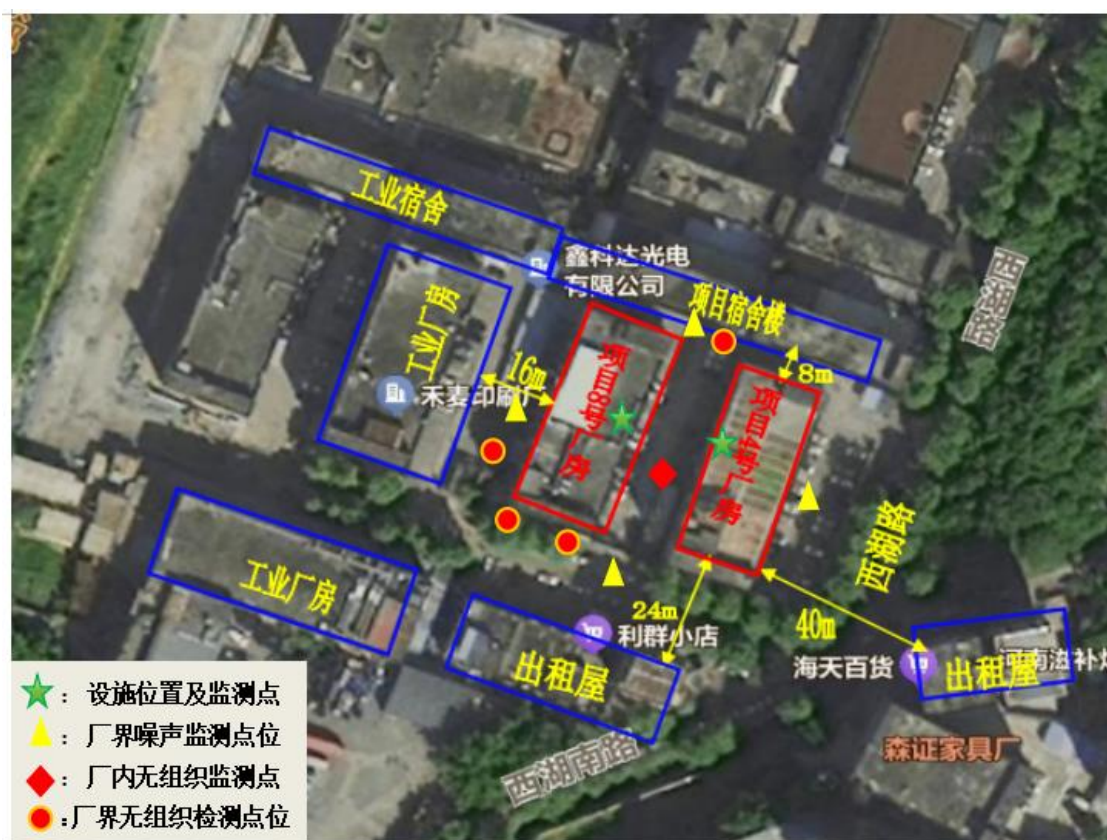 工业宿舍
鑫科达光电
有限公司
项目宿舍楼
西湖路
工业厂房
16m
8m
禾麦印刷厂
项目8号厂房
项目4号厂房
西湖路
工业厂房
24m
40m
利群小店
出租屋
海天百货
出租屋
西湖南路
森证家具厂
：设施位置及监测点
：厂界噪声监测点位
：厂内无组织监测点
：厂界无组织检测点位